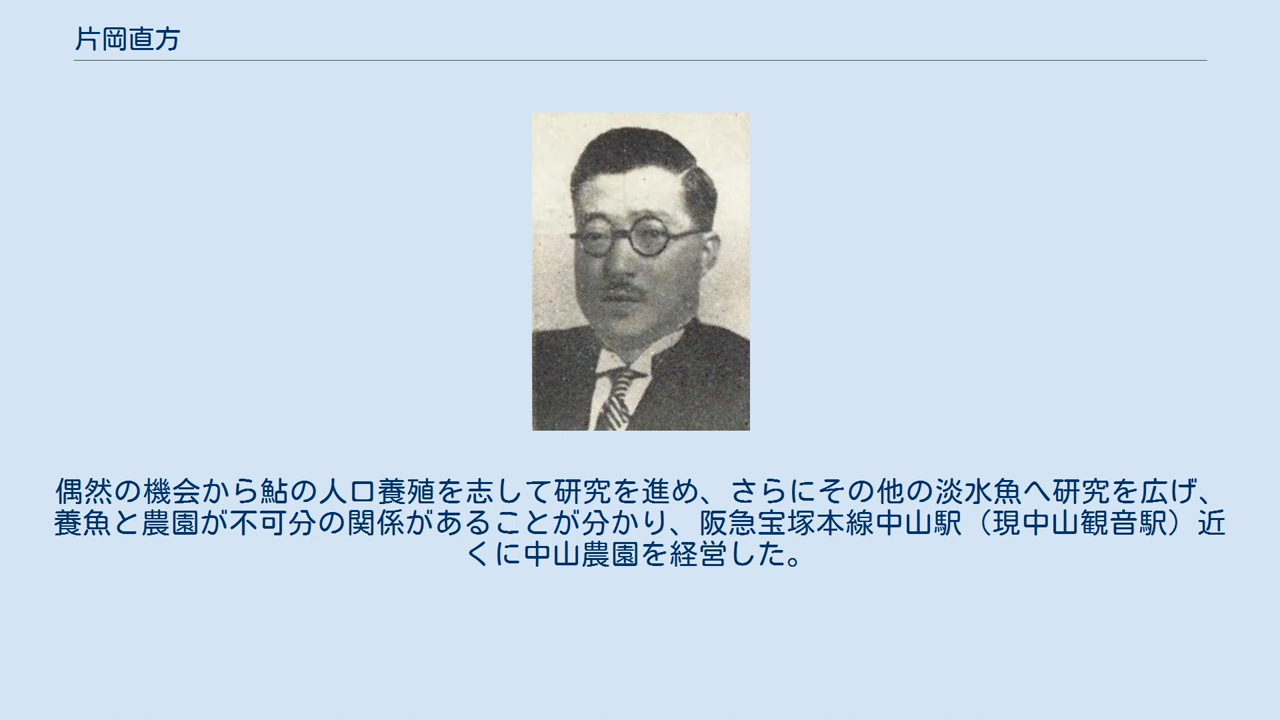 片岡直方
偶然の機会から鮎の人口養殖を志して研究を進め、さらにその他の淡水魚へ研究を広げ、
養魚と農園が不可分の関係があることが分かり、阪急宝塚本線中山駅（現中山観音駅）近
くに中山農園を経営した。